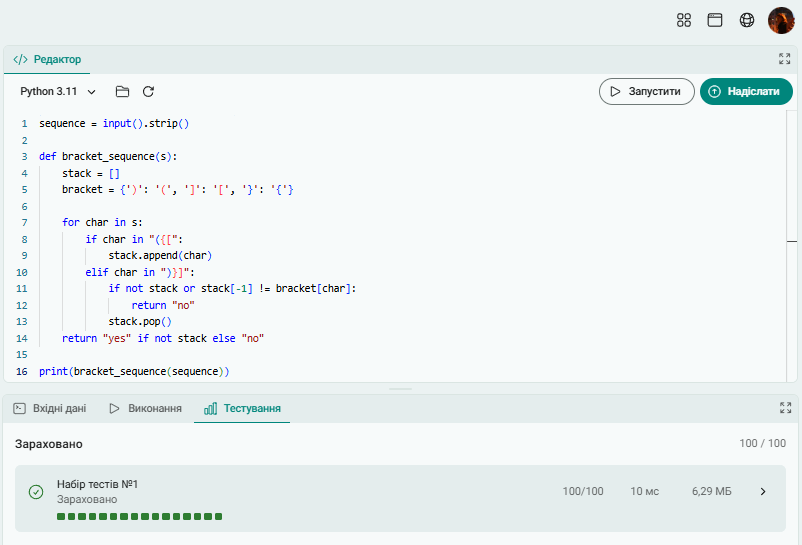 </> Редактор
Python 3.11
Запустити
Надіслати
1 sequence = input().strip()
2
3 def bracket_sequence(s):
4     stack = []
5     bracket = {')': '(', ']': '[', '}': '{'}
6
7     for char in s:
8         if char in "({[":
9             stack.append(char)
10         elif char in ")}]":
11             if not stack or stack[-1] != bracket[char]:
12                 return "no"
13             stack.pop()
14     return "yes" if not stack else "no"
15
16 print(bracket_sequence(sequence))
Вхідні дані
Виконання
Тестування
Зараховано
100 / 100
Набір тестів №1
Зараховано
100/100
10 мс
6,29 МБ